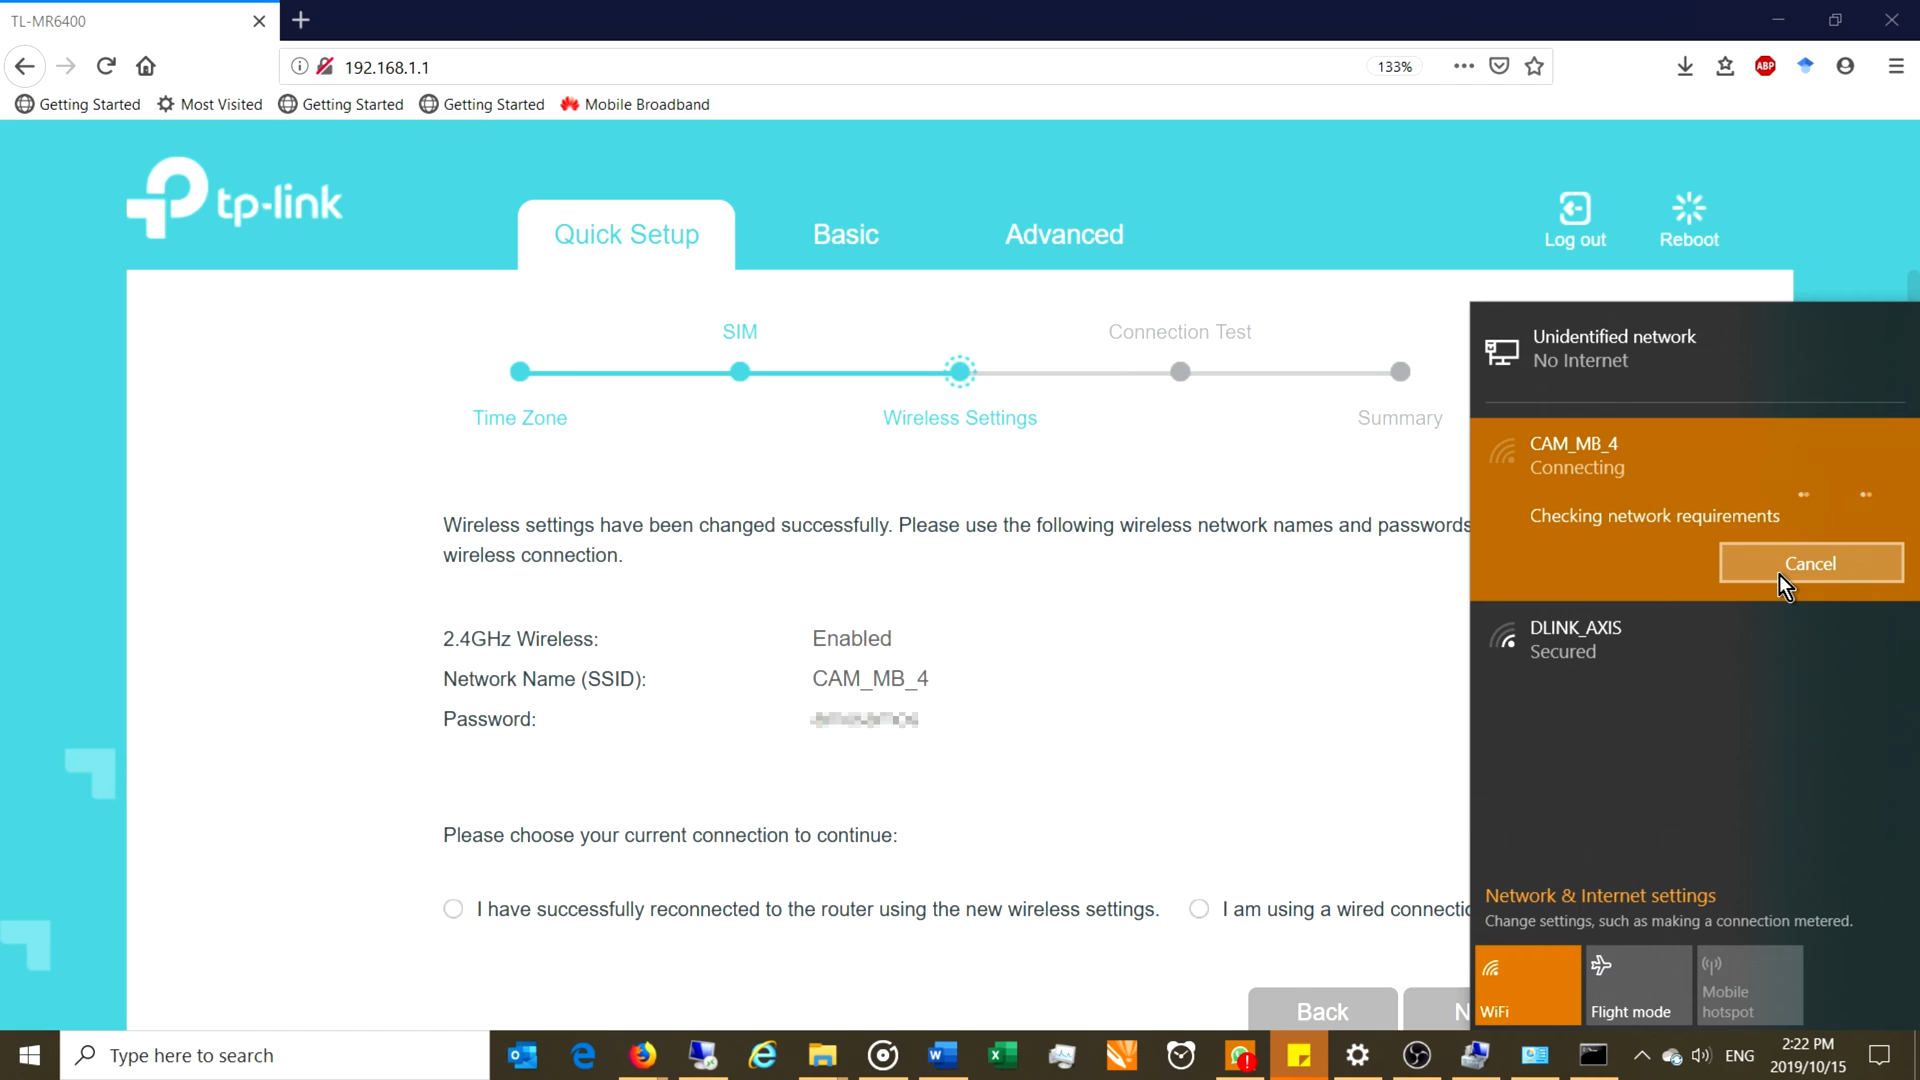 TL-MR6400
192.168.1.1
133%
ABP
Getting Started
Most Visited
Getting Started
Getting Started
Mobile Broadband
tp-link
Quick Setup
Basic
Advanced
Log out
Reboot
SIM
Connection Test
Time Zone
Wireless Settings
Summary
Wireless settings have been changed successfully. Please use the following wireless network names and passwords
wireless connection.
2.4GHz Wireless: Enabled
Network Name (SSID): CAM_MB_4
Password:
Please choose your current connection to continue:
I have successfully reconnected to the router using the new wireless settings.
I am using a wired connectio
Back
N
Unidentified network
No Internet
CAM_MB_4
Connecting
Checking network requirements
Cancel
DLINK_AXIS
Secured
Network & Internet settings
Change settings, such as making a connection metered.
WiFi
Flight mode
Mobile
hotspot
Type here to search
ENG
2:22 PM
2019/10/15